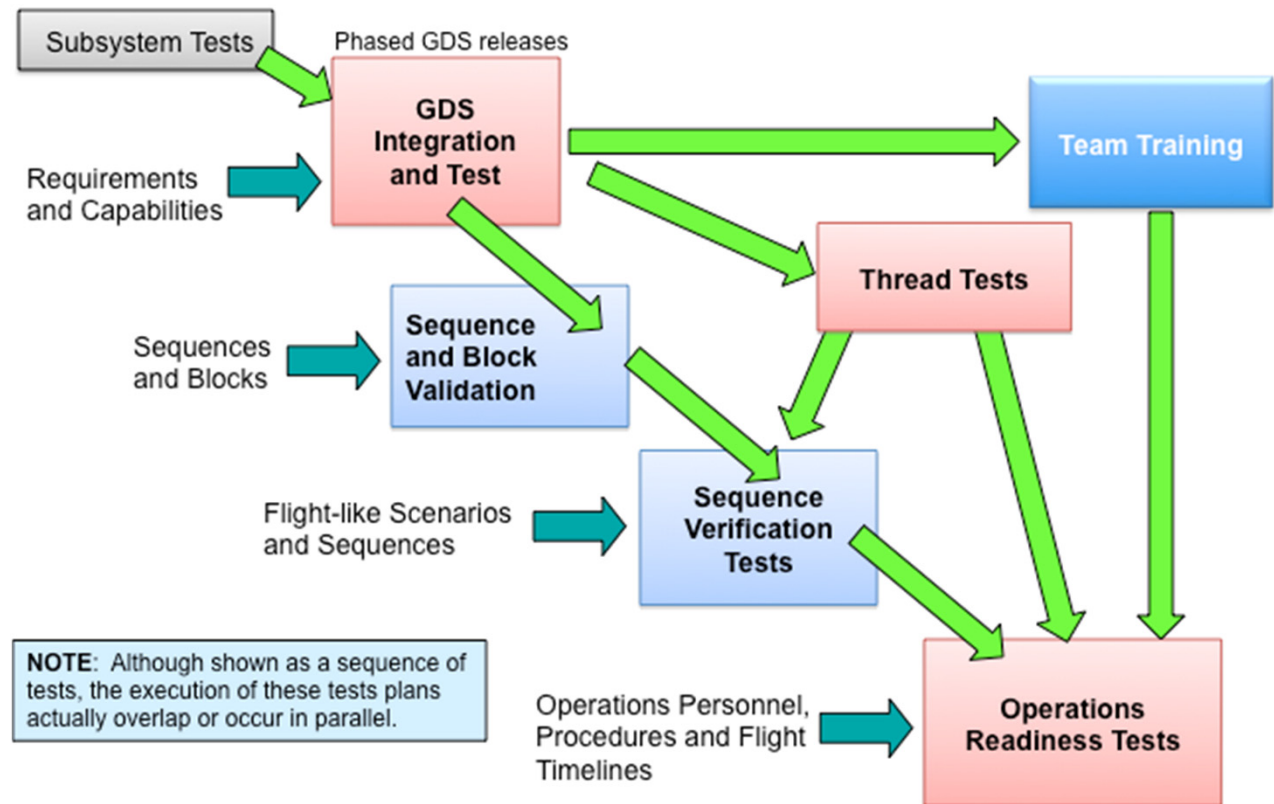 Subsystem Tests
Phased GDS releases
GDS
Integration
and Test
Team Training
Requirements
and Capabilities
Thread Tests
Sequence
and Block
Validation
Sequences
and Blocks
Sequence
Verification
Tests
Flight-like Scenarios
and Sequences
NOTE: Although shown as a sequence of
tests, the execution of these tests plans
actually overlap or occur in parallel.
Operations Personnel,
Procedures and Flight
Timelines
Operations
Readiness Tests